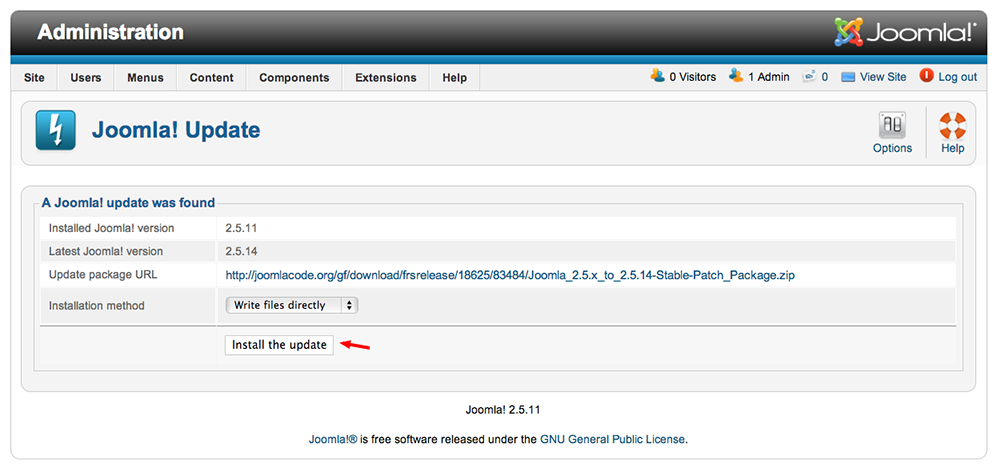 Administration
Joomla!®
Site Users Menus Content Components Extensions Help 0 Visitors 1 Admin 0 View Site Log out
Joomla! Update
Options Help
A Joomla! update was found
Installed Joomla! version 2.5.11
Latest Joomla! version 2.5.14
Update package URL http://joomlacode.org/gf/download/frsrelease/18625/83484/Joomla_2.5.x_to_2.5.14-Stable-Patch_Package.zip
Installation method Write files directly
Install the update
Joomla! 2.5.11
Joomla!® is free software released under the GNU General Public License.